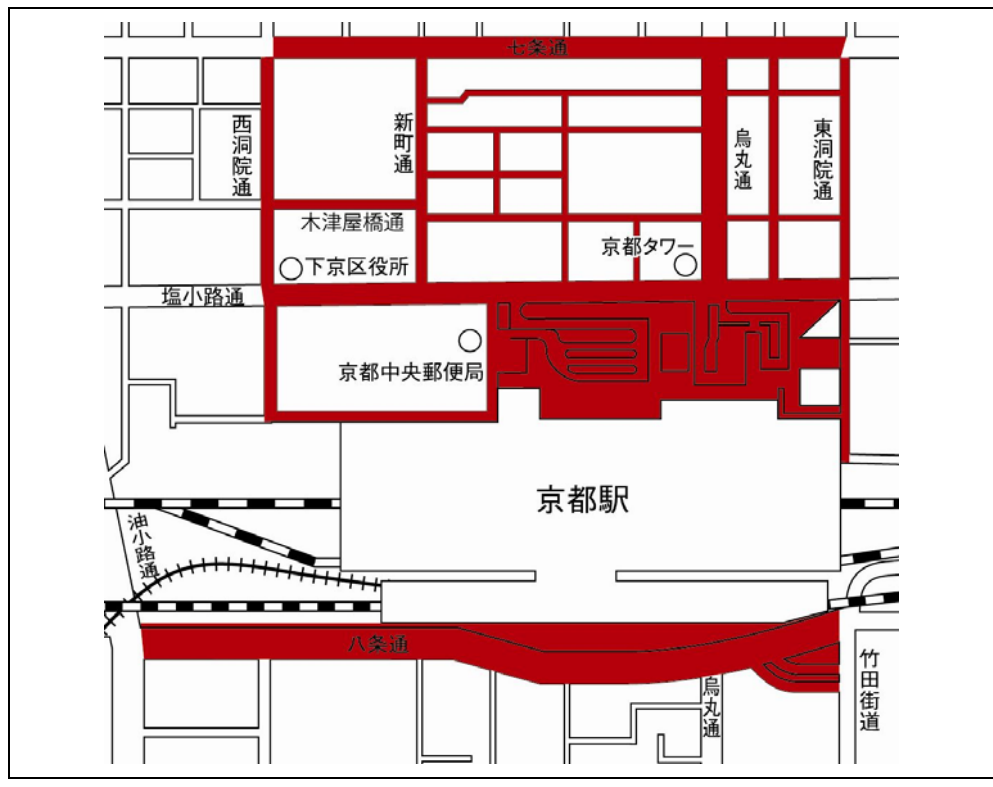 七条通
西洞院通
新町通
烏丸通
東洞院通
木津屋橋通
京都タワー
下京区役所
塩小路通
京都中央郵便局
京都駅
油小路通
八条通
烏丸通
竹田街道